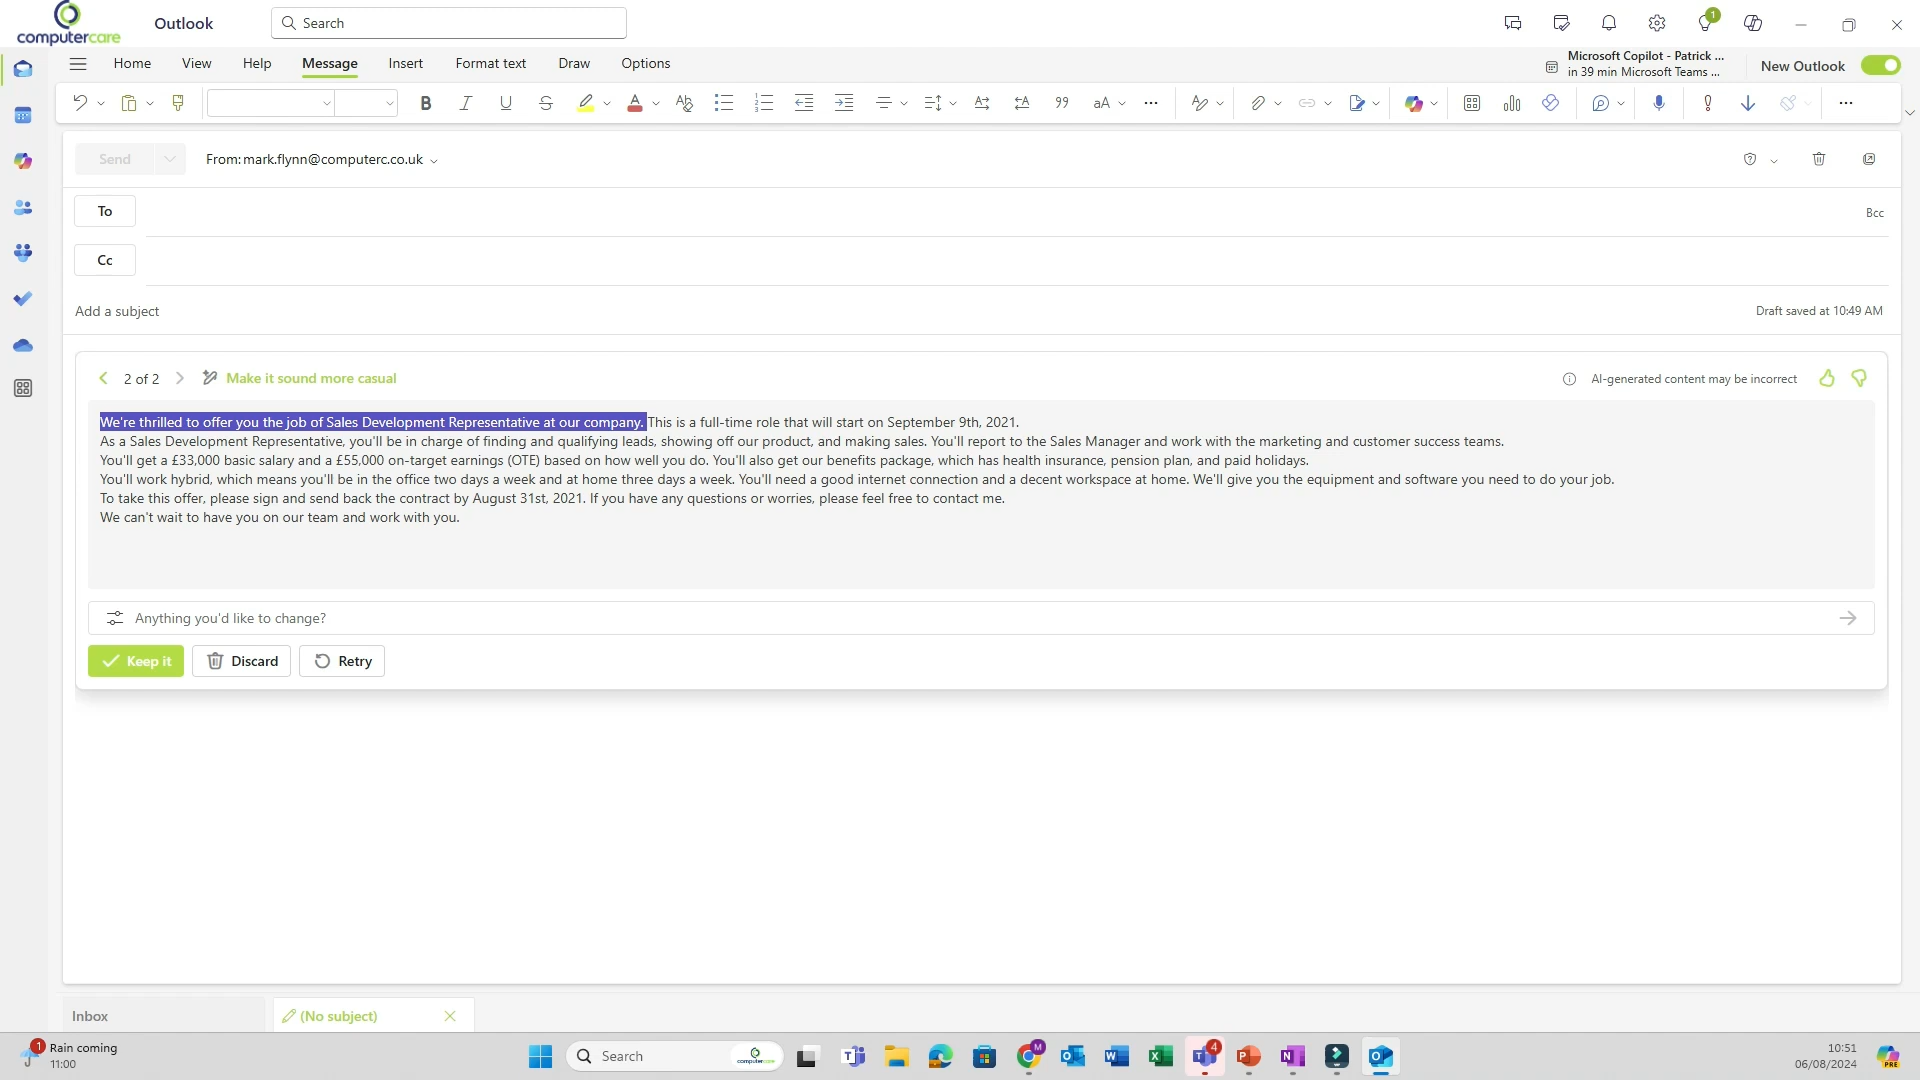 computercare
Outlook
Search
1
Home
View
Help
Message
Insert
Format text
Draw
Options
Microsoft Copilot - Patrick ...
in 39 min Microsoft Teams ...
New Outlook
Send
From: mark.flynn@computerc.co.uk
To
Bcc
Cc
Add a subject
Draft saved at 10:49 AM
2 of 2
Make it sound more casual
AI-generated content may be incorrect
We're thrilled to offer you the job of Sales Development Representative at our company. This is a full-time role that will start on September 9th, 2021.
As a Sales Development Representative, you'll be in charge of finding and qualifying leads, showing off our product, and making sales. You'll report to the Sales Manager and work with the marketing and customer success teams.
You'll get a £33,000 basic salary and a £55,000 on-target earnings (OTE) based on how well you do. You'll also get our benefits package, which has health insurance, pension plan, and paid holidays.
You'll work hybrid, which means you'll be in the office two days a week and at home three days a week. You'll need a good internet connection and a decent workspace at home. We'll give you the equipment and software you need to do your job.
To take this offer, please sign and send back the contract by August 31st, 2021. If you have any questions or worries, please feel free to contact me.
We can't wait to have you on our team and work with you.
Anything you'd like to change?
Keep it
Discard
Retry
Inbox
(No subject)
1
Rain coming
11:00
Search
computercare
M
4
10:51
06/08/2024
PRE